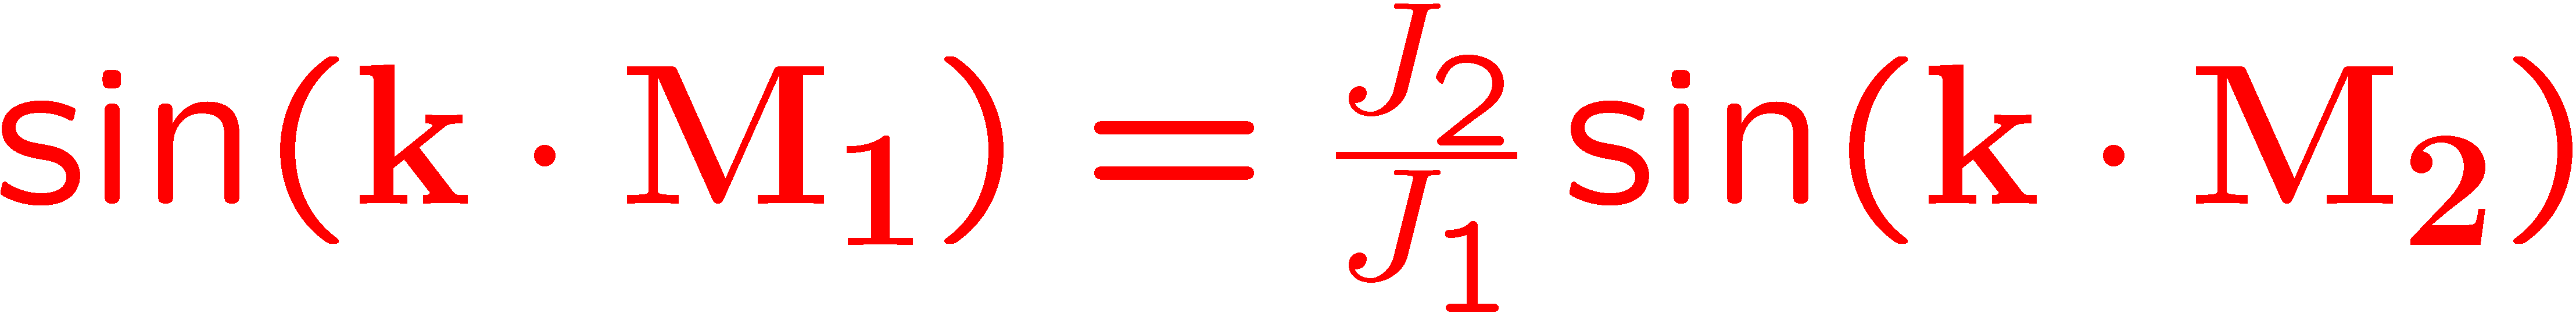 sin(k · M₁) = J₂/J₁ sin(k · M₂)